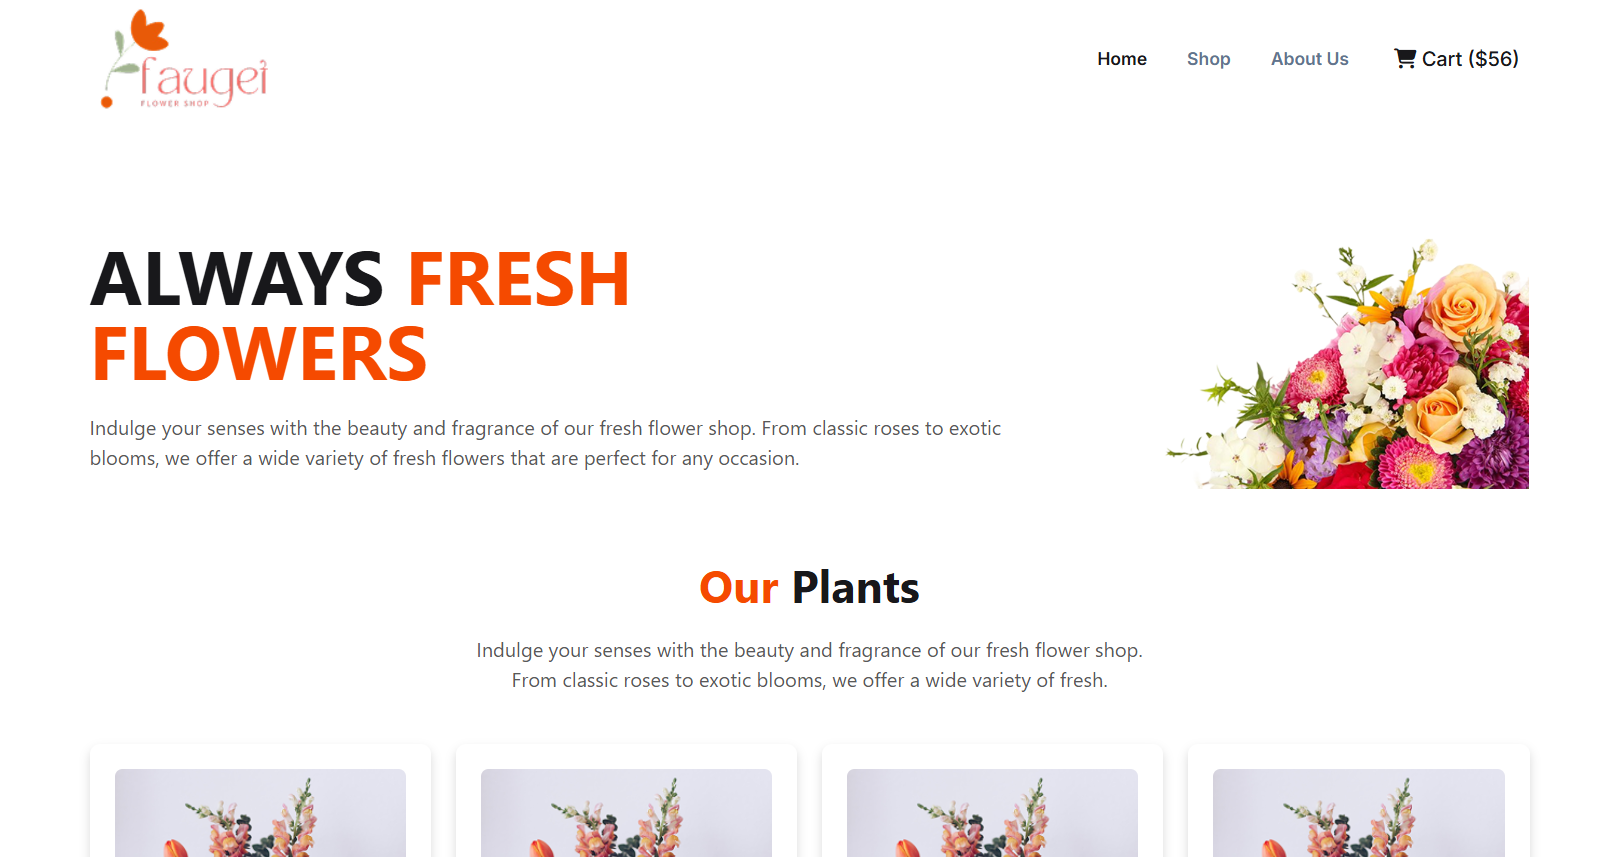 fauget
FLOWER SHOP
Home
Shop
About Us
Cart ($56)
ALWAYS FRESH
FLOWERS
Indulge your senses with the beauty and fragrance of our fresh flower shop. From classic roses to exotic
blooms, we offer a wide variety of fresh flowers that are perfect for any occasion.
Our Plants
Indulge your senses with the beauty and fragrance of our fresh flower shop.
From classic roses to exotic blooms, we offer a wide variety of fresh.